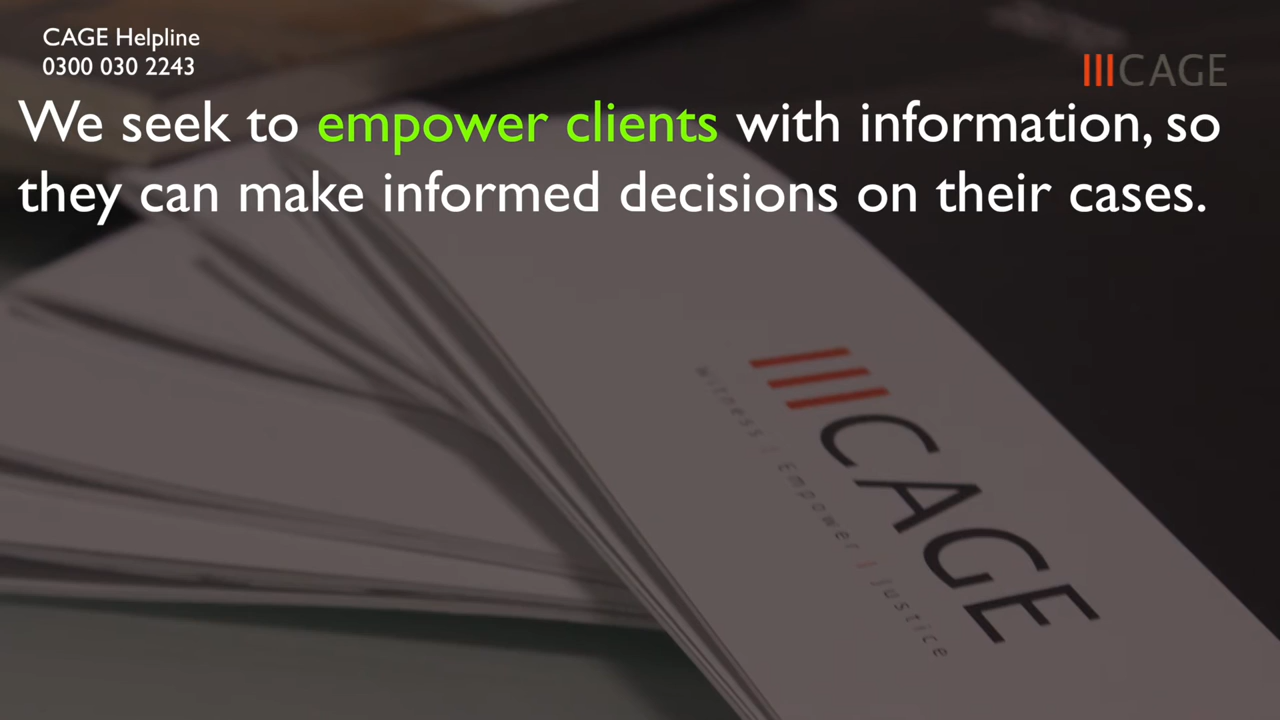 CAGE Helpline
0300 030 2243
CAGE
We seek to empower clients with information, so
they can make informed decisions on their cases.
CAGE
Witness | Empower | Justice